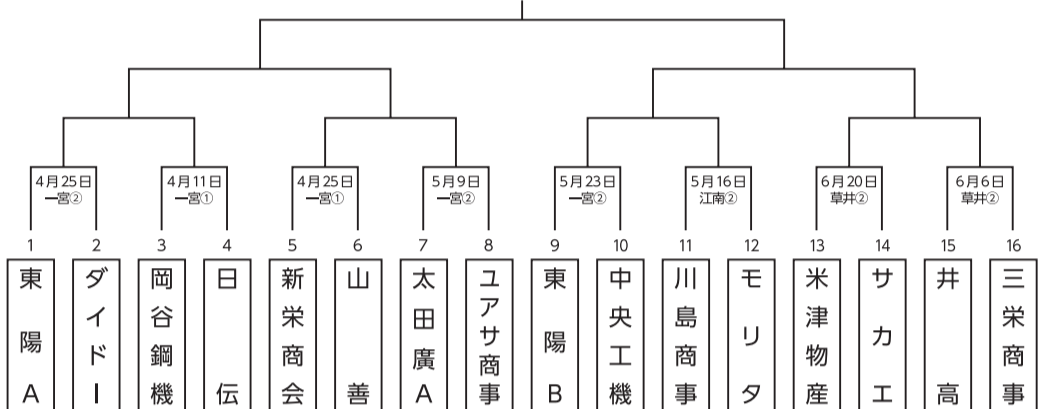 4月25日
一宮②
4月11日
一宮①
4月25日
一宮①
5月9日
一宮②
5月23日
一宮②
5月16日
江南②
6月20日
草井②
6月6日
草井②
1
2
3
4
5
6
7
8
9
10
11
12
13
14
15
16
東陽A
ダイドー
岡谷鋼機
日伝
新栄商会
山善
太田廣A
ユアサ商事
東陽B
中央工機
川島商事
モリタ
米津物産
サカエ
井高
三栄商事